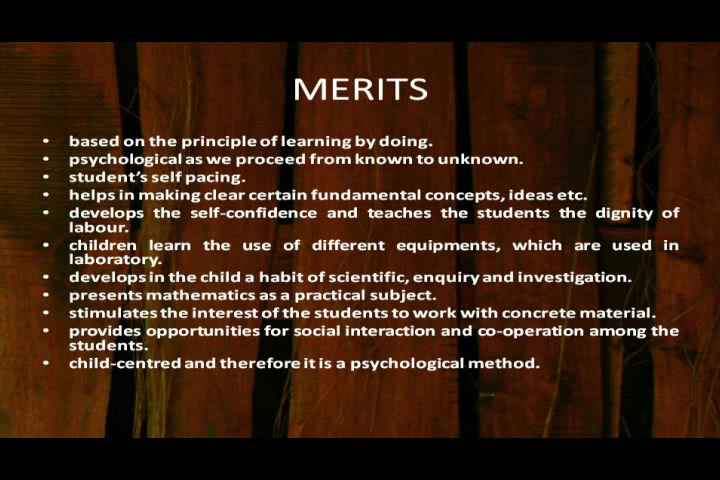 MERITS
• based on the principle of learning by doing.
• psychological as we proceed from known to unknown.
• student’s self pacing.
• helps in making clear certain fundamental concepts, ideas etc.
• develops the self-confidence and teaches the students the dignity of
labour.
• children learn the use of different equipments, which are used in
laboratory.
• develops in the child a habit of scientific, enquiry and investigation.
• presents mathematics as a practical subject.
• stimulates the interest of the students to work with concrete material.
• provides opportunities for social interaction and co-operation among the
students.
• child-centred and therefore it is a psychological method.